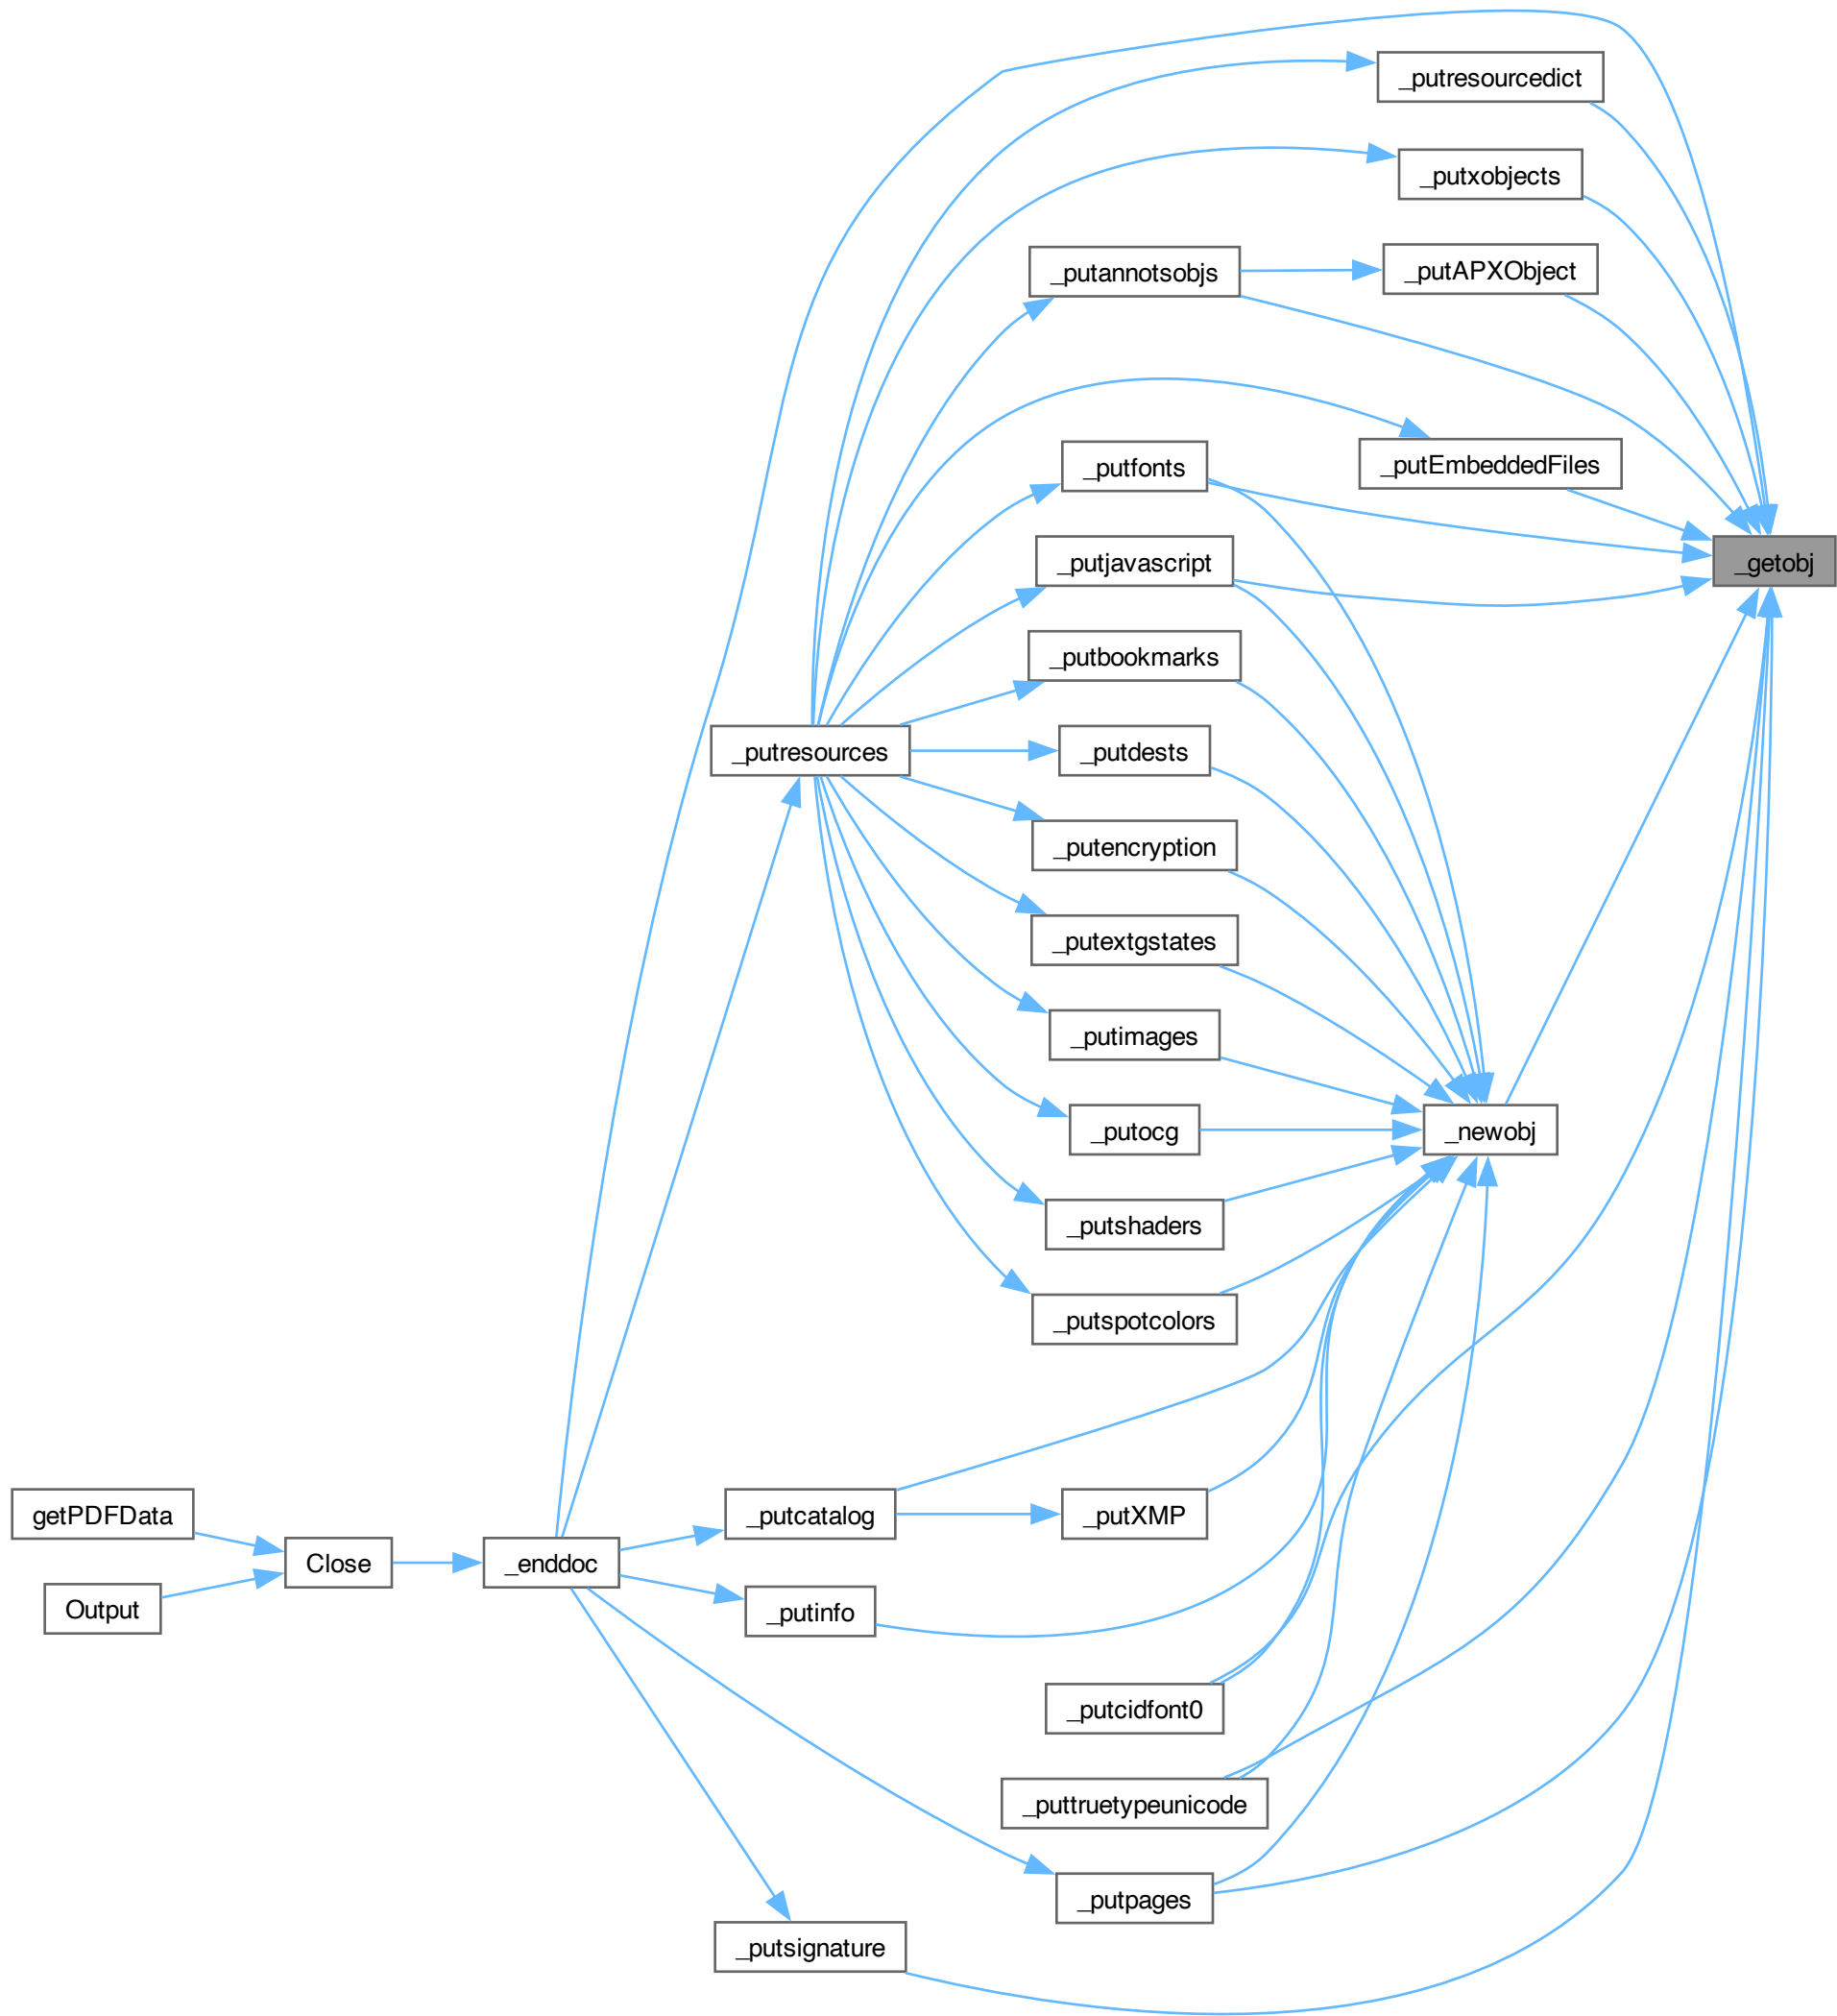 _putresourcedict
_putxobjects
_putannotsobjs
_putAPXObject
_putfonts
_putEmbeddedFiles
_putjavascript
_getobj
_putbookmarks
_putresources
_putdests
_putencryption
_putextgstates
_putimages
_putocg
_newobj
_putshaders
_putspotcolors
getPDFData
_putcatalog
_putXMP
Close
_enddoc
Output
_putinfo
_putcidfont0
_puttruetypeunicode
_putpages
_putsignature